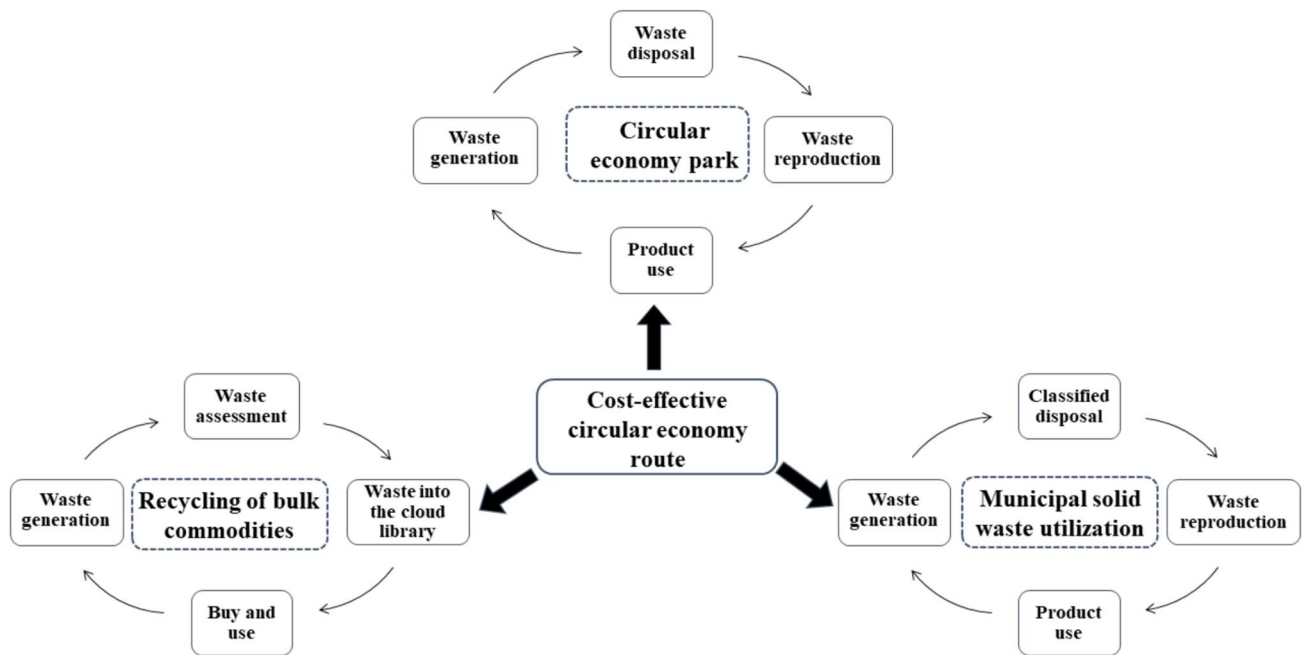 Waste
disposal
Waste
generation
Circular
economy park
Waste
reproduction
Product
use
Cost-effective
circular economy
route
Waste
assessment
Waste
generation
Recycling of bulk
commodities
Waste into
the cloud
library
Buy and
use
Classified
disposal
Waste
generation
Municipal solid
waste utilization
Waste
reproduction
Product
use